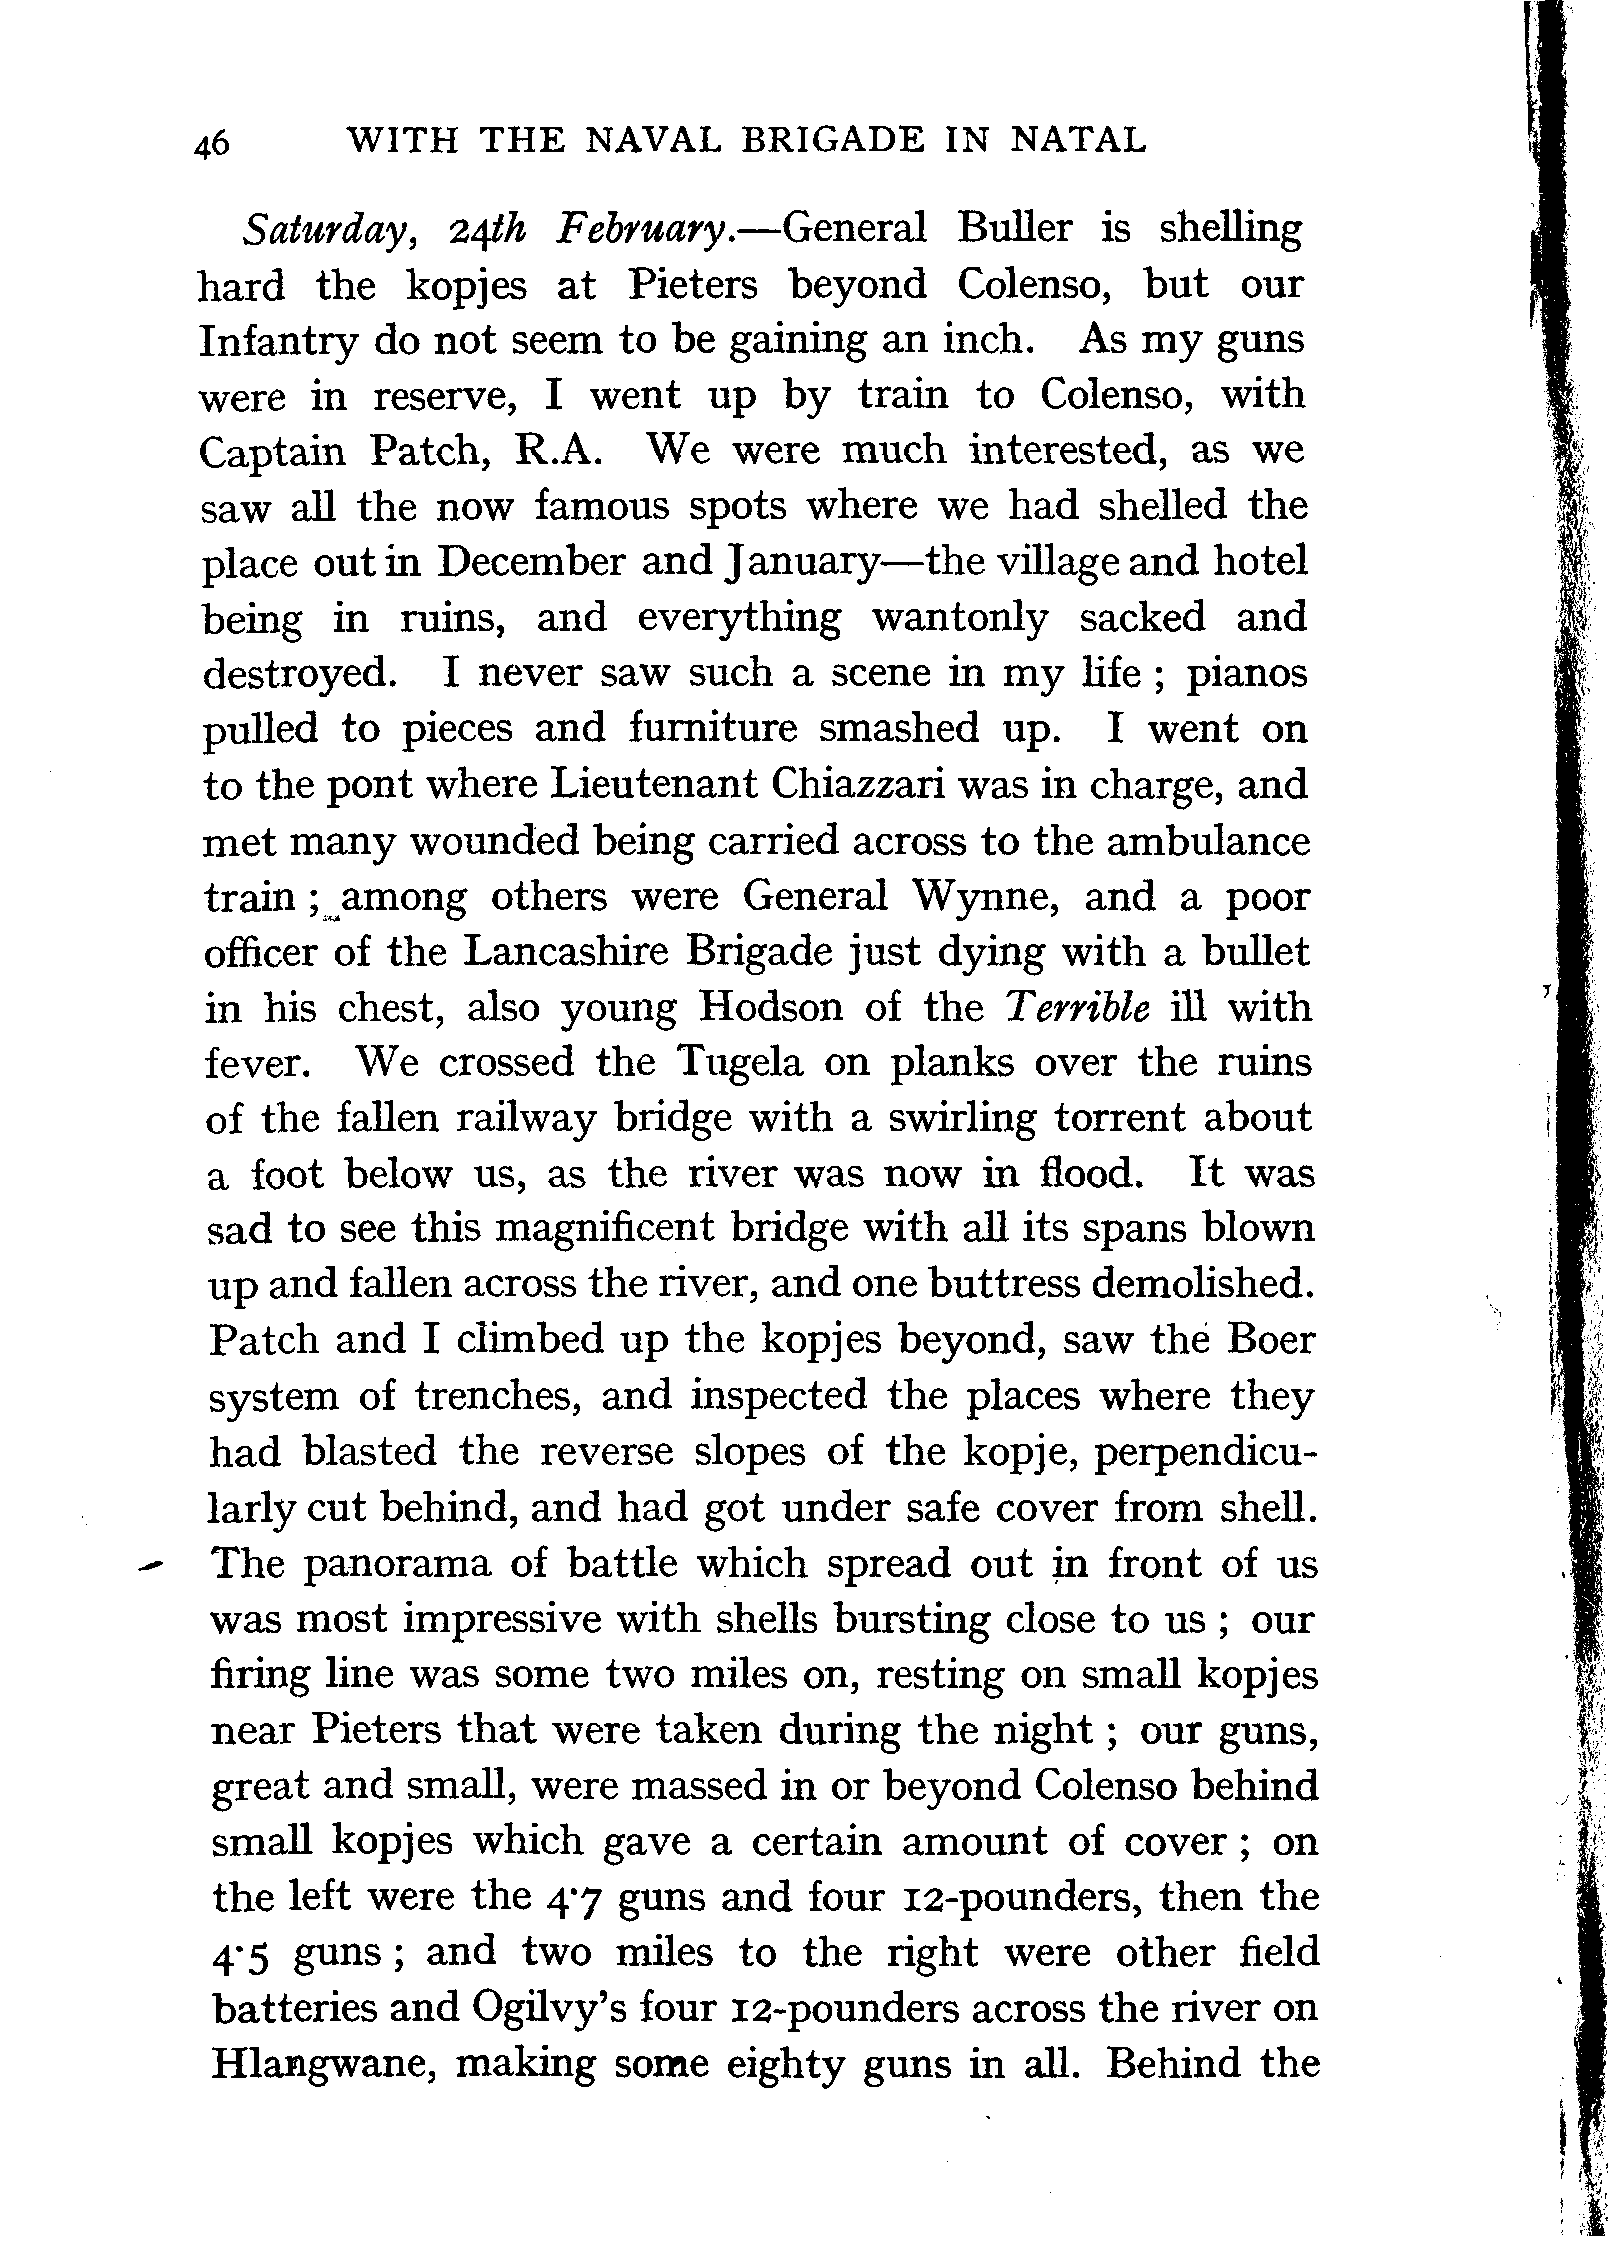 46 WITH THE NAVAL BRIGADE IN NATAL
Saturday, 24th February.—General Buller is shelling
hard the kopjes at Pieters beyond Colenso, but our
Infantry do not seem to be gaining an inch. As my guns
were in reserve, I went up by train to Colenso, with
Captain Patch, R.A. We were much interested, as we
saw all the now famous spots where we had shelled the
place out in December and January—the village and hotel
being in ruins, and everything wantonly sacked and
destroyed. I never saw such a scene in my life ; pianos
pulled to pieces and furniture smashed up. I went on
to the pont where Lieutenant Chiazzari was in charge, and
met many wounded being carried across to the ambulance
train ; among others were General Wynne, and a poor
officer of the Lancashire Brigade just dying with a bullet
in his chest, also young Hodson of the Terrible ill with
fever. We crossed the Tugela on planks over the ruins
of the fallen railway bridge with a swirling torrent about
a foot below us, as the river was now in flood. It was
sad to see this magnificent bridge with all its spans blown
up and fallen across the river, and one buttress demolished.
Patch and I climbed up the kopjes beyond, saw the Boer
system of trenches, and inspected the places where they
had blasted the reverse slopes of the kopje, perpendicu-
larly cut behind, and had got under safe cover from shell.
The panorama of battle which spread out in front of us
was most impressive with shells bursting close to us ; our
firing line was some two miles on, resting on small kopjes
near Pieters that were taken during the night ; our guns,
great and small, were massed in or beyond Colenso behind
small kopjes which gave a certain amount of cover ; on
the left were the 4·7 guns and four 12-pounders, then the
4·5 guns ; and two miles to the right were other field
batteries and Ogilvy's four 12-pounders across the river on
Hlangwane, making some eighty guns in all. Behind the